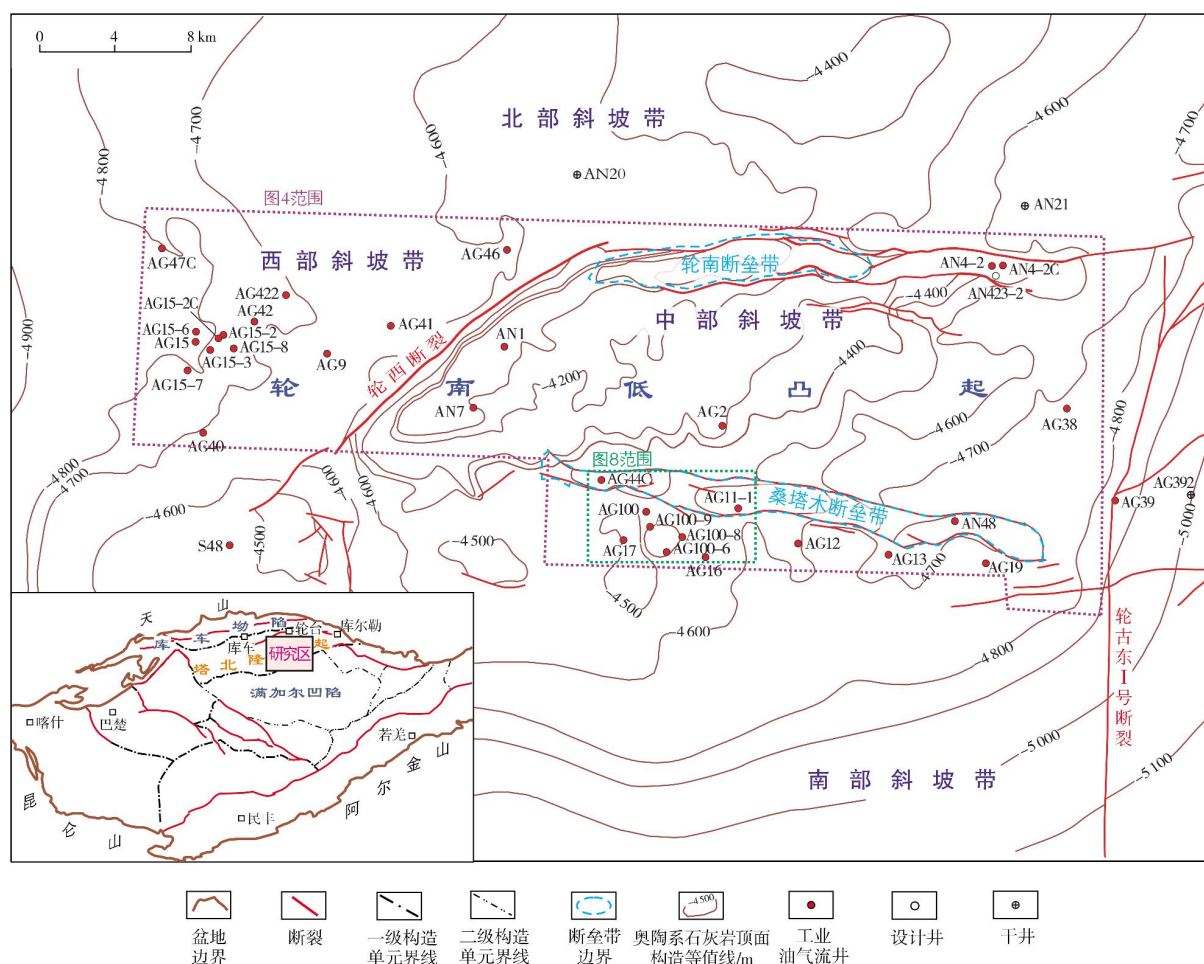 0 4 8 km
-4 400
-4 600
-4 700
-4 700
-4 800
-4 600
北部斜坡带
AN20
AN21
图4范围
AG47C
西部斜坡带
AG46
轮南断垒带
AN4-2
AN4-2C
AN423-2
-4 400
AG422
AG15-2C
AG42
AG15-6
AG15-2
AG15
AG15-8
AG15-3
AG15-7
AG41
AG9
AN1
中部斜坡带
-4 400
-4 900
轮西断裂
轮南低凸起
-4 200
AN7
AG2
AG38
-4 600
-4 800
AG40
-4 800
-4 700
-4 600
-4 600
-4 600
-4 700
图8范围
AG44C
AG11-1
桑塔木断垒带
AG392
AG39
-5 000
S48
-4500
-4 500
AG100
AG100-9
AG100-8
AG100-6
AG17
AG16
AG12
AG13
AN48
AG19
-4 700
-4 500
-4 600
-4 800
-5 000
-5 100
轮古东Ⅰ号断裂
南部斜坡带
天山
库车坳陷
轮台
库尔勒
库车
研究区
塔北隆起
满加尔凹陷
喀什
巴楚
若羌
民丰
昆仑山
阿尔金山
盆地
边界
断裂
一级构造
单元界线
二级构造
单元界线
断垒带
边界
-4 500
奥陶系石灰岩顶面
构造等值线/m
工业
油气流井
设计井
干井